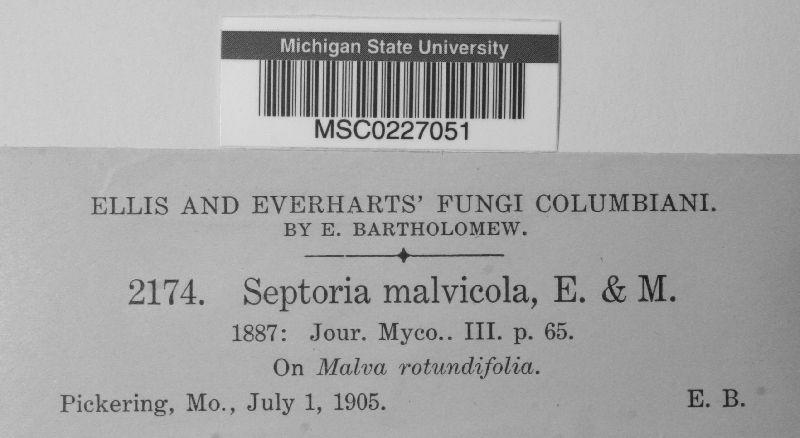 Michigan State University
MSC0227051
ELLIS AND EVERHARTS' FUNGI COLUMBIANI.
BY E. BARTHOLOMEW.
2174. Septoria malvicola, E. & M.
1887: Jour. Myco.. III. p. 65.
On Malva rotundifolia.
Pickering, Mo., July 1, 1905. E. B.